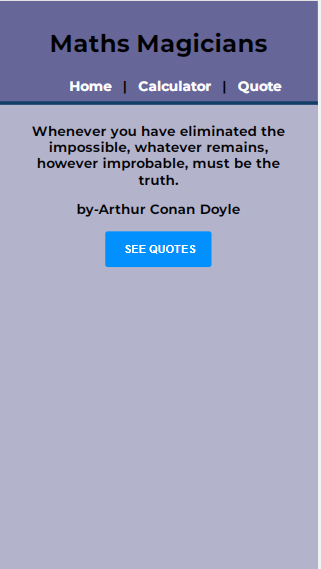 Maths Magicians
Home | Calculator | Quote
Whenever you have eliminated the
impossible, whatever remains,
however improbable, must be the
truth.
by-Arthur Conan Doyle
SEE QUOTES